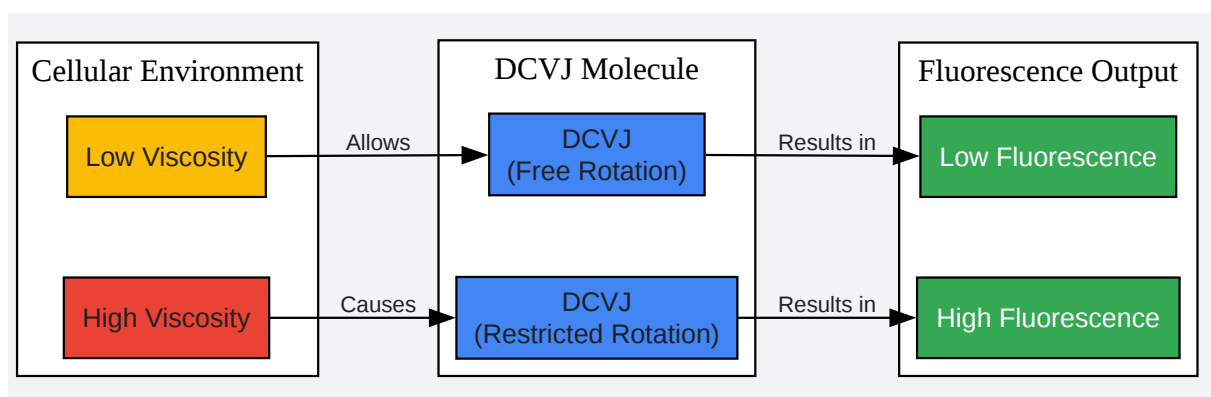 Cellular Environment
DCVJ Molecule
Fluorescence Output
Low Viscosity
Allows
DCVJ
(Free Rotation)
Results in
Low Fluorescence
High Viscosity
Causes
DCVJ
(Restricted Rotation)
Results in
High Fluorescence